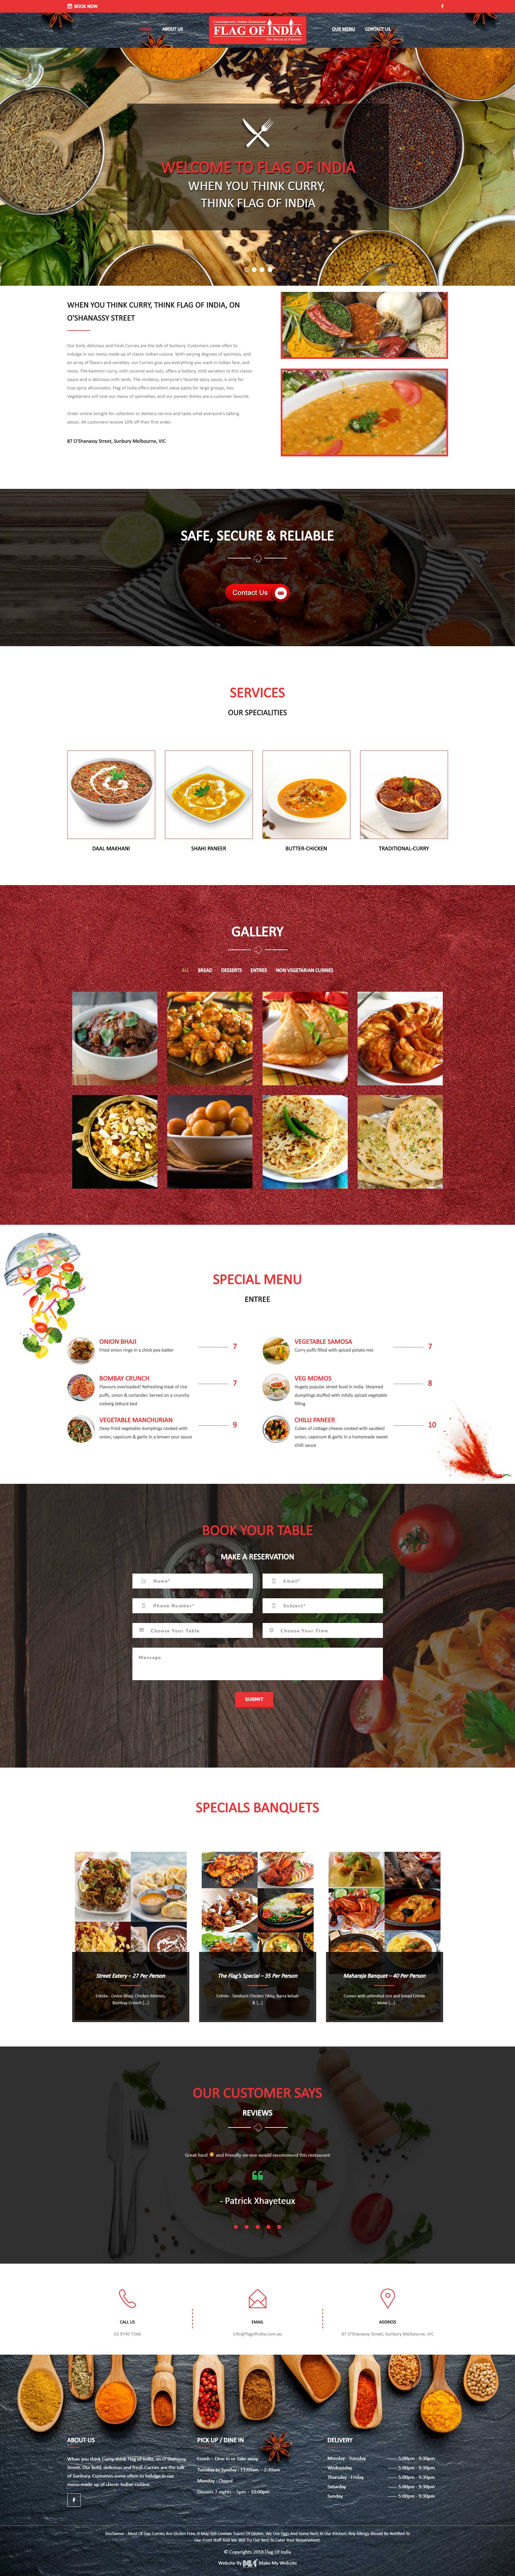 BOOK NOW
HOME
ABOUT US
Contemporary Indian Restaurant
FLAG OF INDIA
The House of Flavours
OUR MENU
CONTACT US
WELCOME TO FLAG OF INDIA
WHEN YOU THINK CURRY,
THINK FLAG OF INDIA
WHEN YOU THINK CURRY, THINK FLAG OF INDIA, ON
O'SHANASSY STREET
Our bold, delicious and fresh Curries are the talk of Sunbury. Customers come often to
indulge in our menu made up of classic Indian cuisine. With varying degrees of spiciness, and
an array of flavors and varieties, our Curries give you everything you want in Indian fare, and
more. The Kashmiri curry, with coconut and tofu, offers a buttery, mild variation to this classic
sauce and is delicious with lamb. The vindaloo, everyone's favorite spicy sauce, is only for
true spice aficionados. Flag of India offers excellent value packs for large groups, too.
Vegetarians will love our menu of specialties, and our paneer dishes are a customer favorite.
Order online tonight for collection or delivery service and taste what everyone's talking
about. All customers receive 10% off their first order.
87 O'Shanassy Street, Sunbury Melbourne, VIC
SAFE, SECURE & RELIABLE
Contact Us
SERVICES
OUR SPECIALITIES
DAAL MAKHANI
SHAHI PANEER
BUTTER-CHICKEN
TRADITIONAL-CURRY
GALLERY
ALL BREAD DESSERTS ENTREE NON VEGETARIAN CURRIES
SPECIAL MENU
ENTREE
ONION BHAJI 7
Fried onion rings in a chick pea batter
VEGETABLE SAMOSA 7
Curry puffs filled with spiced potato mix
BOMBAY CRUNCH 7
Flavours overloaded! Refreshing treat of rice
puffs, onion & coriander. Served on a crunchy
iceberg lettuce bed
VEG MOMOS 8
Hugely popular street food in India. Steamed
dumplings stuffed with mildly spiced vegetable
filling
VEGETABLE MANCHURIAN 9
Deep fried vegetable dumplings cooked with
onion, capsicum & garlic in a brown sour sauce
CHILLI PANEER 10
Cubes of cottage cheese cooked with sautéed
onion, capsicum & garlic in a homemade sweet
chilli sauce
BOOK YOUR TABLE
MAKE A RESERVATION
Name*
Email*
Phone Number*
Subject*
Choose Your Table
Choose Your Time
Message
SUBMIT
SPECIALS BANQUETS
Street Eatery – 27 Per Person
Entrée - Onion Bhaji, Chicken Momos,
Bombay Crunch [...]
The Flag's Special – 35 Per Person
Entrée - Tandoori Chicken Tikka, Barra kebab
& [...]
Maharaja Banquet – 40 Per Person
Comes with unlimited rice and bread Entrée
- Malai [...]
OUR CUSTOMER SAYS
REVIEWS
Great food and friendly service would recommend this restaurant
- Patrick Xhayeteux
CALL US
03 9740 7066
EMAIL
info@flagofindia.com.au
ADDRESS
87 O'Shanassy Street, Sunbury Melbourne, VIC
ABOUT US
When you think Curry, think Flag of India, on O'Shanassy
Street. Our bold, delicious and fresh Curries are the talk
of Sunbury. Customers come often to indulge in our
menu made up of classic Indian cuisine.
PICK UP / DINE IN
Lunch – Dine in or Take away
Tuesday to Sunday : 11:00am – 2:30am
Monday : Closed
Dinners 7 nights – 5pm – 10:00pm
DELIVERY
Monday - Tuesday 5:00pm - 9:30pm
Wednesday 5:00pm - 9:30pm
Thursday - Friday 5:00pm - 9:30pm
Saturday 5:00pm - 9:30pm
Sunday 5:00pm - 9:30pm
Disclaimer - Most Of Our Curries Are Gluten Free, It May Still Contain Traces Of Gluten. We Use Eggs And Some Nuts In Our Kitchen. Any Allergy Should Be Notified To
Our Front Staff And We Will Try Out Best To Cater Your Requirement.
© Copyrights 2018 Flag Of India
Website By Make My Website